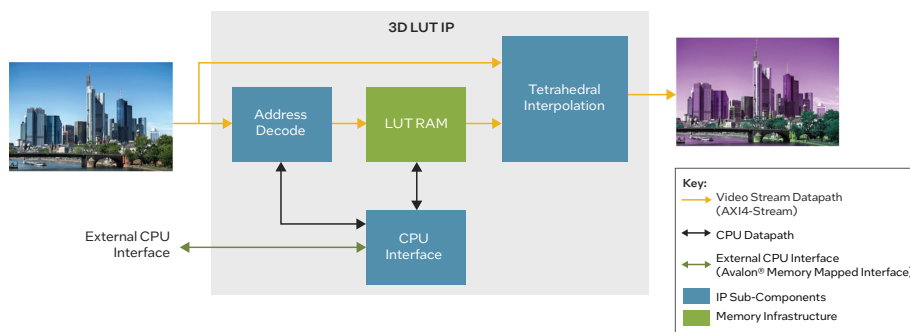 3D LUT IP
Address
Decode
LUT RAM
Tetrahedral
Interpolation
External CPU
Interface
CPU
Interface
Key:
Video Stream Datapath
(AXI4-Stream)
CPU Datapath
External CPU Interface
(Avalon® Memory Mapped Interface)
IP Sub-Components
Memory Infrastructure